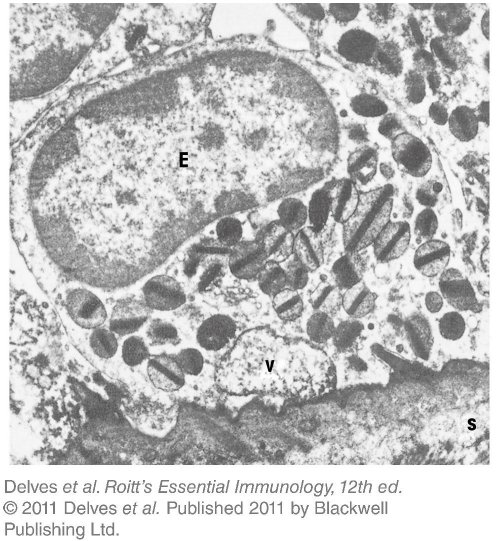 E
V
S
Delves et al. Roitt's Essential Immunology, 12th ed.
© 2011 Delves et al. Published 2011 by Blackwell
Publishing Ltd.